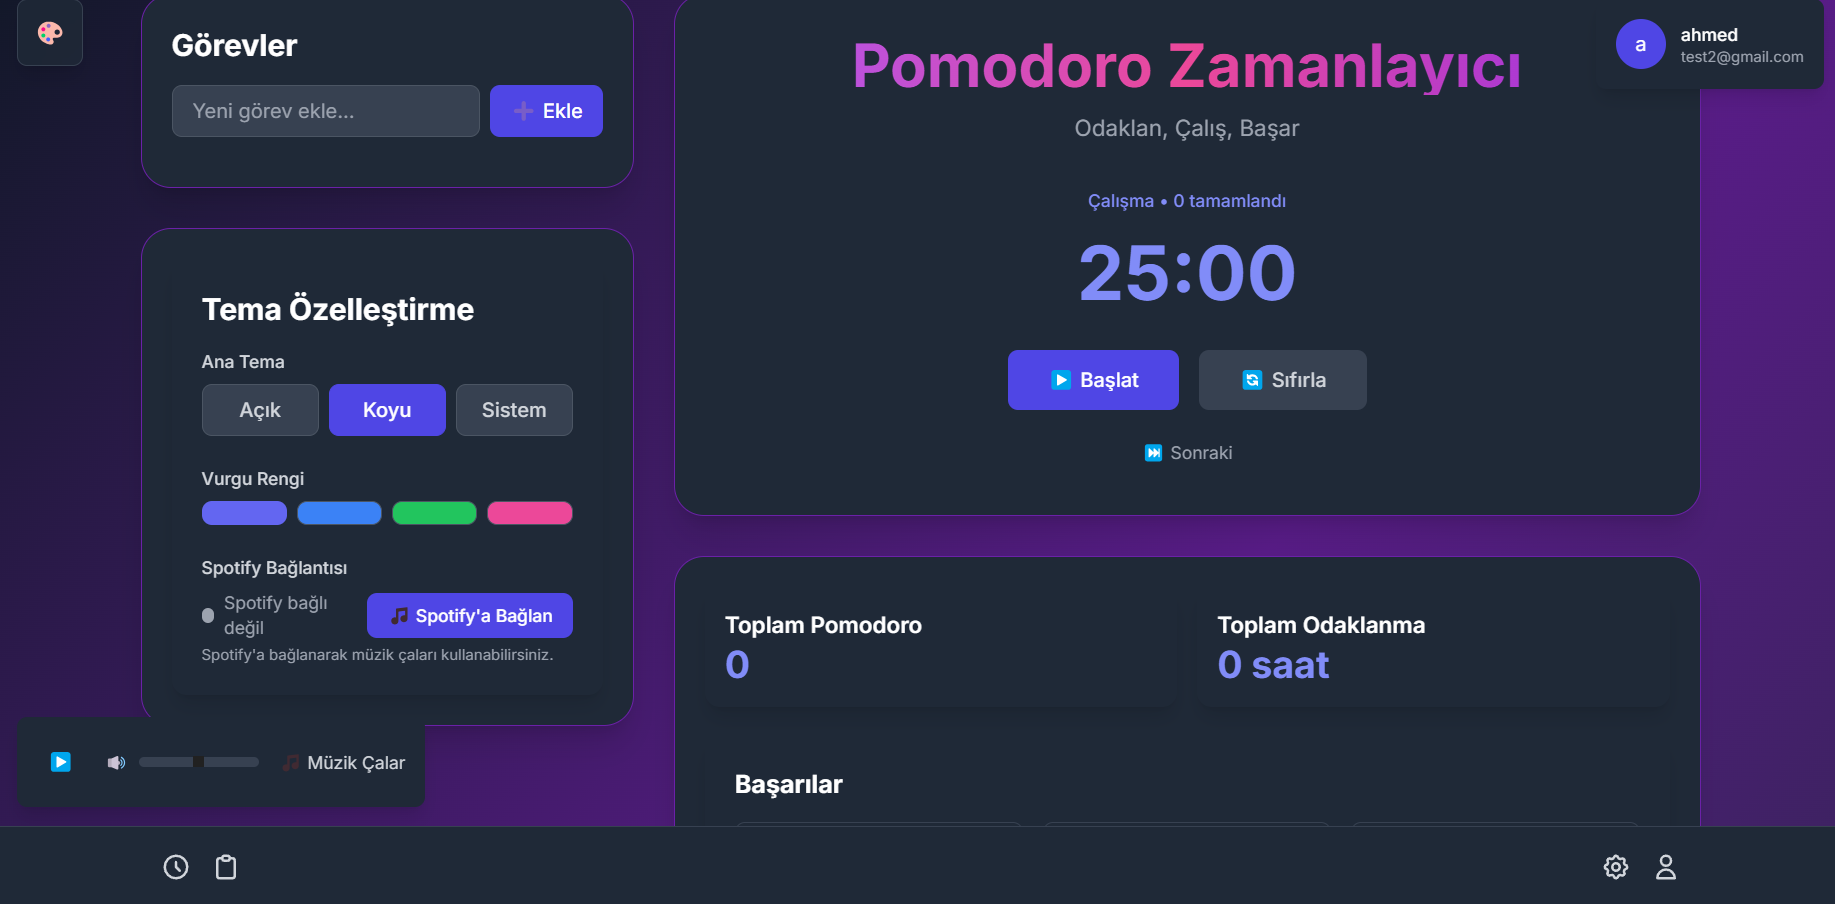 Görevler
Yeni görev ekle...
➕ Ekle
Tema Özelleştirme
Ana Tema
Açık
Koyu
Sistem
Vurgu Rengi
Spotify Bağlantısı
Spotify bağlı
değil
🎵 Spotify'a Bağlan
Spotify'a bağlanarak müzik çaları kullanabilirsiniz.
🎵 Müzik Çalar
Pomodoro Zamanlayıcı
Odaklan, Çalış, Başar
Çalışma • 0 tamamlandı
25:00
▶️ Başlat
🔄 Sıfırla
⏭️ Sonraki
a
ahmed
test2@gmail.com
Toplam Pomodoro
0
Toplam Odaklanma
0 saat
Başarılar